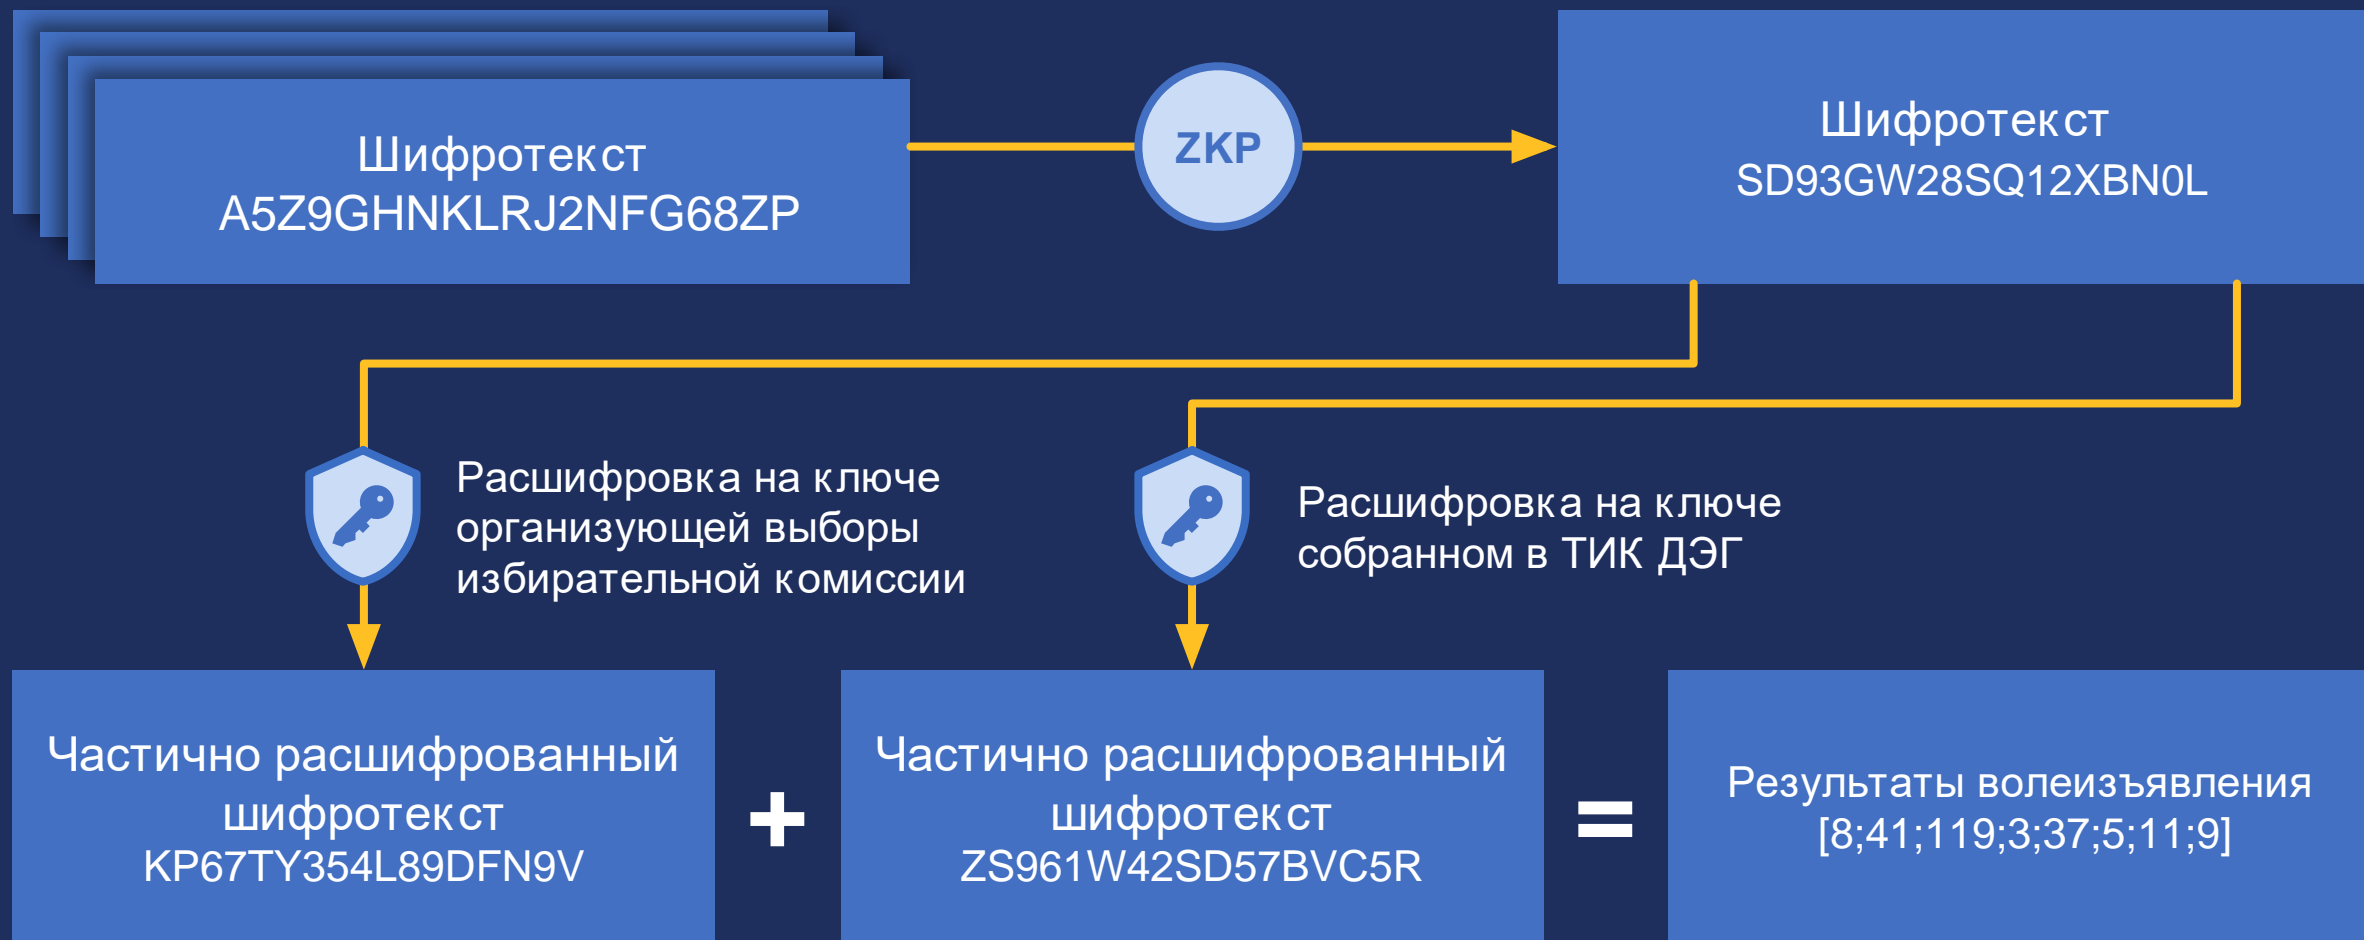 Шифротекст
A5Z9GHNKLRJ2NFG68ZP
ZKP
Шифротекст
SD93GW28SQ12XBN0L
Расшифровка на ключе
организующей выборы
избирательной комиссии
Расшифровка на ключе
собранном в ТИК ДЭГ
Частично расшифрованный
шифротекст
KP67TY354L89DFN9V
+
Частично расшифрованный
шифротекст
ZS961W42SD57BVC5R
=
Результаты волеизъявления
[8;41;119;3;37;5;11;9]